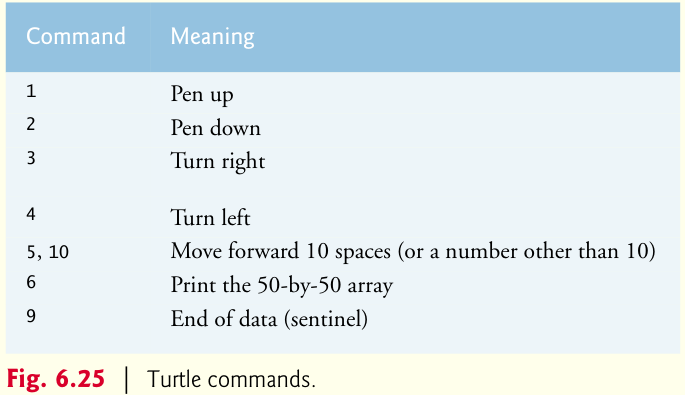 Command Meaning
1 Pen up
2 Pen down
3 Turn right
4 Turn left
5, 10 Move forward 10 spaces (or a number other than 10)
6 Print the 50-by-50 array
9 End of data (sentinel)
Fig. 6.25 | Turtle commands.